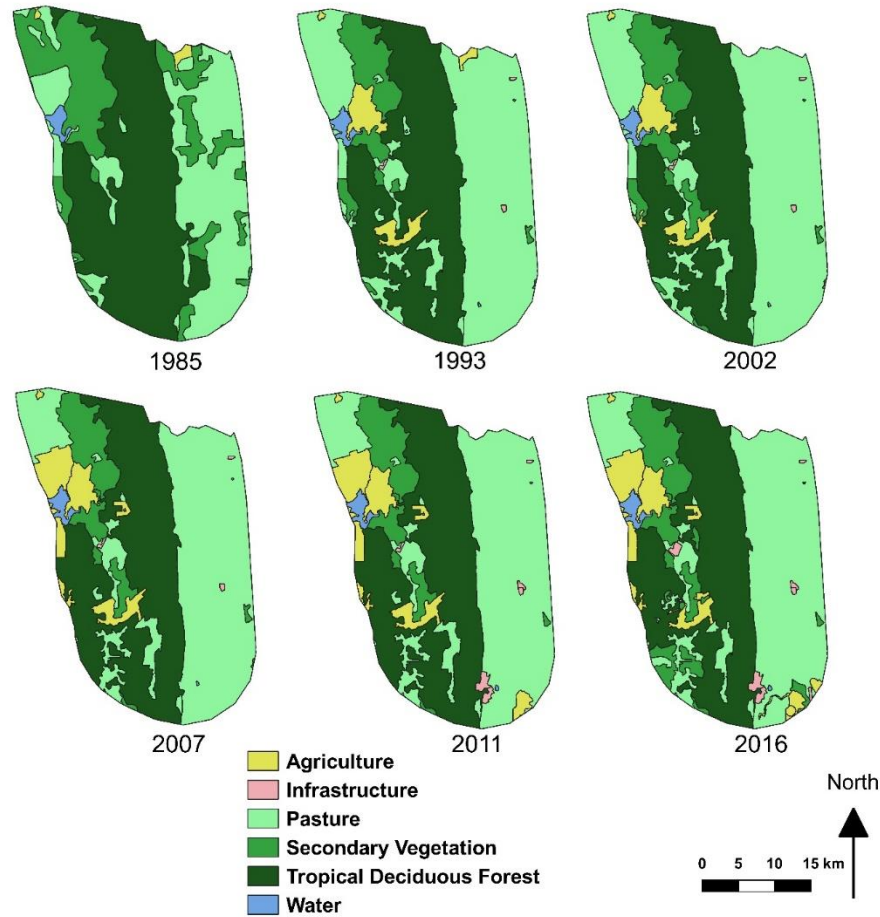 1985
1993
2002
2007
2011
2016
Agriculture
Infrastructure
Pasture
Secondary Vegetation
Tropical Deciduous Forest
Water
North
0 5 10 15 km